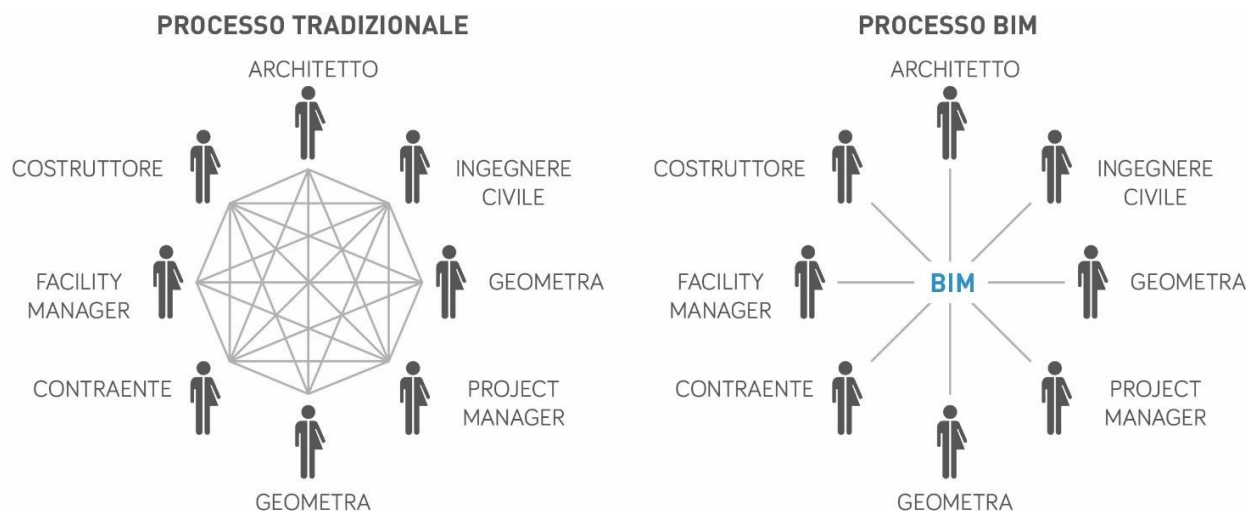 PROCESSO TRADIZIONALE
ARCHITETTO
COSTRUTTORE
INGEGNERE
CIVILE
FACILITY
MANAGER
GEOMETRA
CONTRAENTE
PROJECT
MANAGER
GEOMETRA
PROCESSO BIM
ARCHITETTO
COSTRUTTORE
INGEGNERE
CIVILE
FACILITY
MANAGER
BIM
GEOMETRA
CONTRAENTE
PROJECT
MANAGER
GEOMETRA